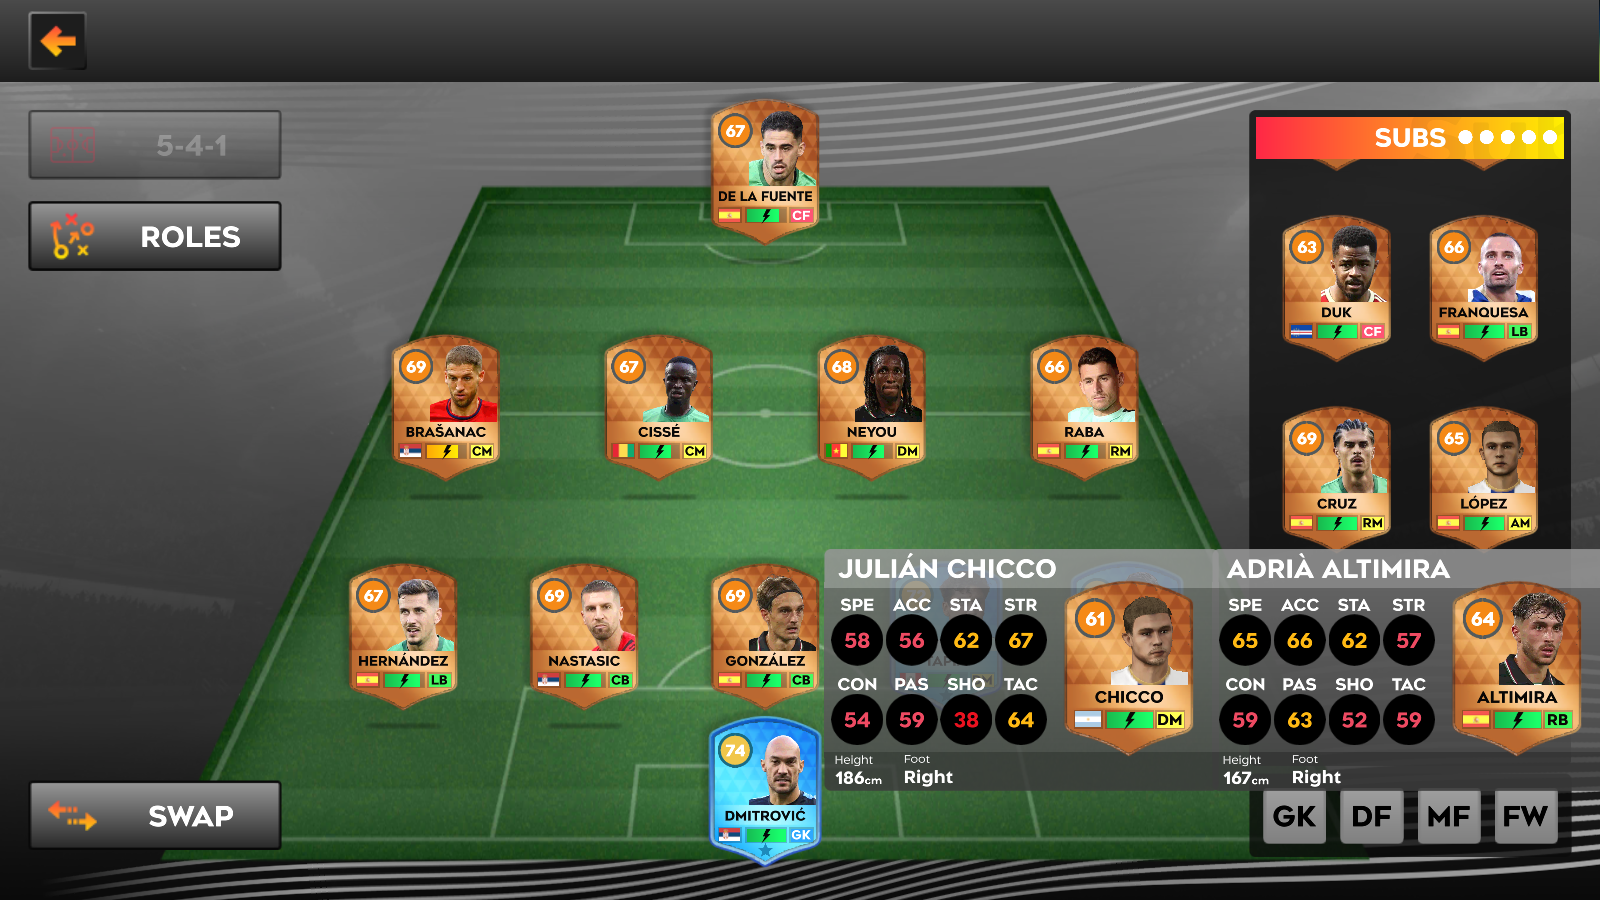 5-4-1
ROLES
SUBS
67
DE LA FUENTE
CF
63
DUK
CF
66
FRANQUESA
LB
69
BRAŠANAC
CM
67
CISSÉ
CM
68
NEYOU
DM
66
RABA
RM
69
CRUZ
RM
65
LÓPEZ
AM
67
HERNÁNDEZ
LB
69
NASTASIC
CB
69
GONZÁLEZ
CB
JULIÁN CHICCO
SPE ACC STA STR
58 56 62 67
CON PAS SHO TAC
54 59 38 64
Height Foot
186cm Right
61
CHICCO
DM
ADRIÀ ALTIMIRA
SPE ACC STA STR
65 66 62 57
CON PAS SHO TAC
59 63 52 59
Height Foot
167cm Right
64
ALTIMIRA
RB
74
DMITROVIĆ
GK
SWAP
GK DF MF FW